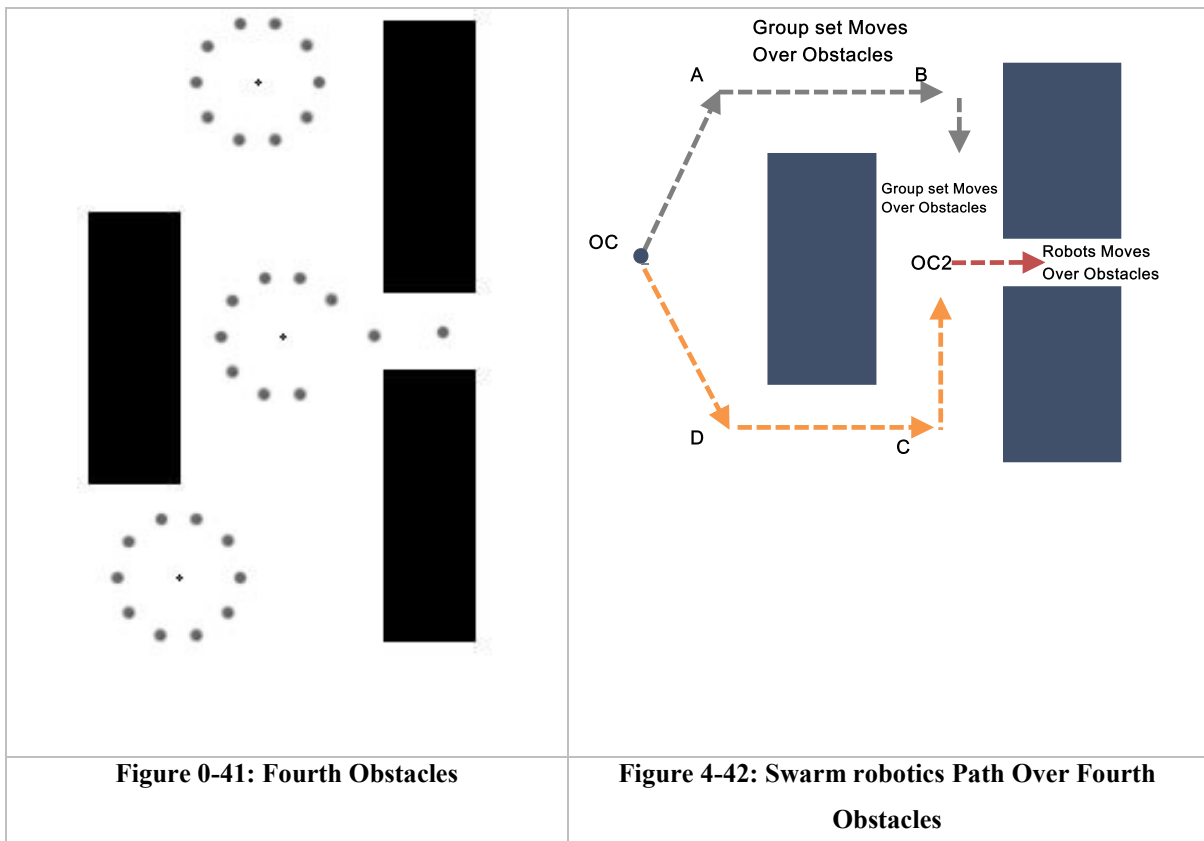 Group set Moves
Over Obstacles
A
B
Group set Moves
Over Obstacles
OC
OC2
Robots Moves
Over Obstacles
D
C
Figure 0-41: Fourth Obstacles
Figure 4-42: Swarm robotics Path Over Fourth
Obstacles